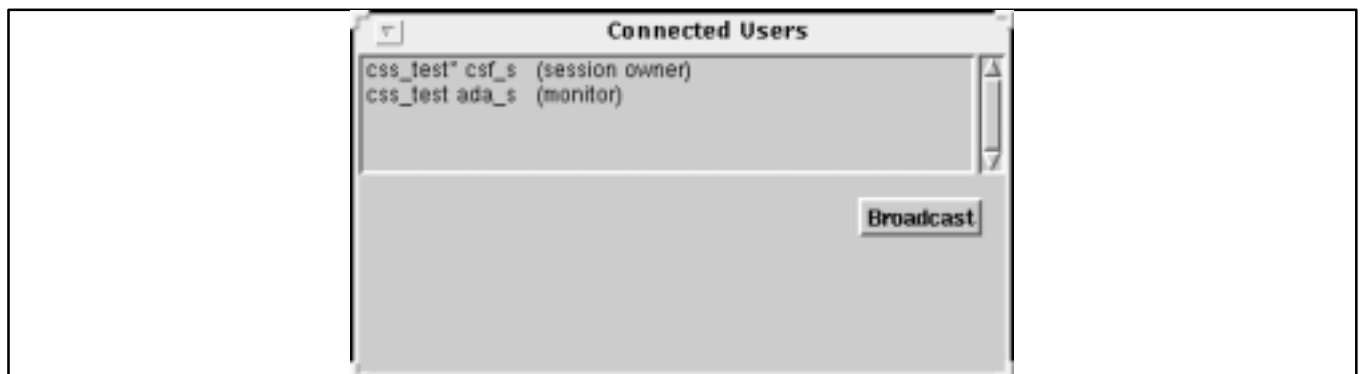 Connected Users
css_test* csf_s (session owner)
css_test ada_s (monitor)
Broadcast